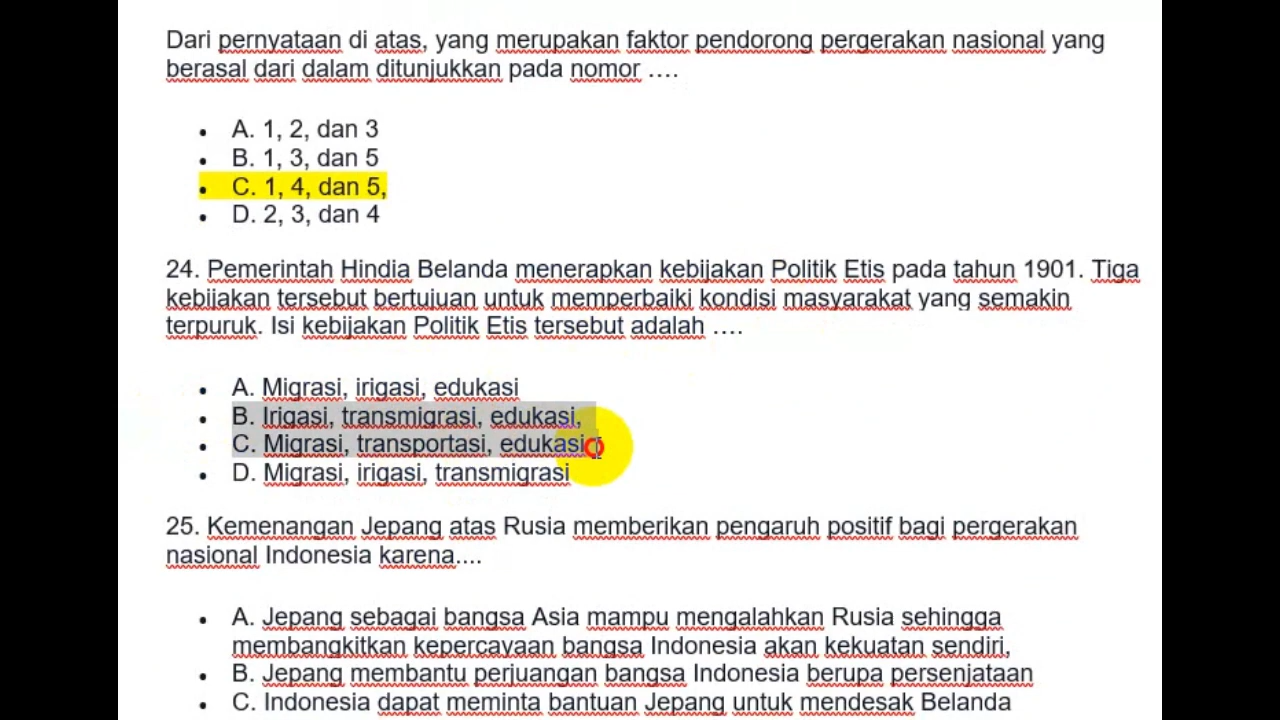 Dari pernyataan di atas, yang merupakan faktor pendorong pergerakan nasional yang
berasal dari dalam ditunjukkan pada nomor ….
• A. 1, 2, dan 3
• B. 1, 3, dan 5
• C. 1, 4, dan 5,
• D. 2, 3, dan 4
24. Pemerintah Hindia Belanda menerapkan kebijakan Politik Etis pada tahun 1901. Tiga
kebijakan tersebut bertujuan untuk memperbaiki kondisi masyarakat yang semakin
terpuruk. Isi kebijakan Politik Etis tersebut adalah ….
• A. Migrasi, irigasi, edukasi
• B. Irigasi, transmigrasi, edukasi,
• C. Migrasi, transportasi, edukasi
• D. Migrasi, irigasi, transmigrasi
25. Kemenangan Jepang atas Rusia memberikan pengaruh positif bagi pergerakan
nasional Indonesia karena....
• A. Jepang sebagai bangsa Asia mampu mengalahkan Rusia sehingga
membangkitkan kepercayaan bangsa Indonesia akan kekuatan sendiri,
• B. Jepang membantu perjuangan bangsa Indonesia berupa persenjataan
• C. Indonesia dapat meminta bantuan Jepang untuk mendesak Belanda